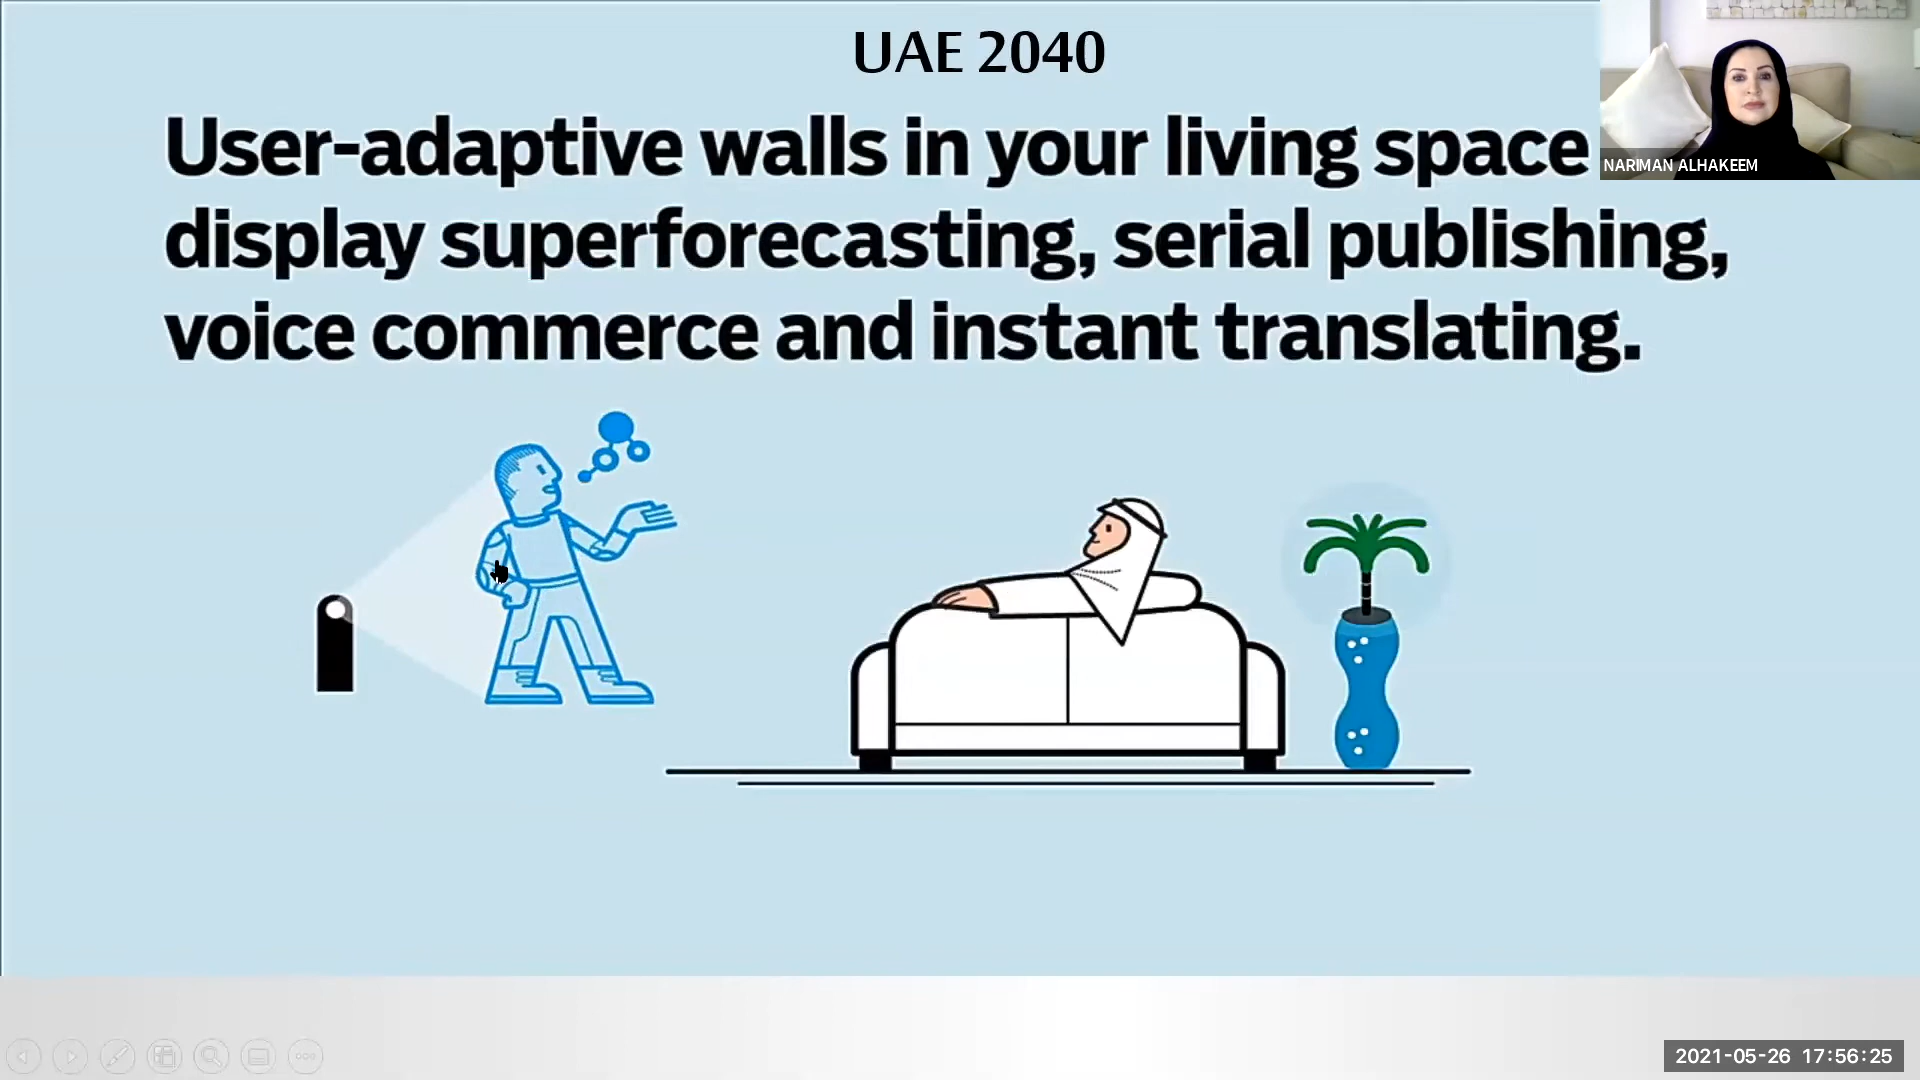 UAE 2040
User-adaptive walls in your living space
display superforecasting, serial publishing,
voice commerce and instant translating.
NARIMAN ALHAKEEM
2021-05-26 17:56:25